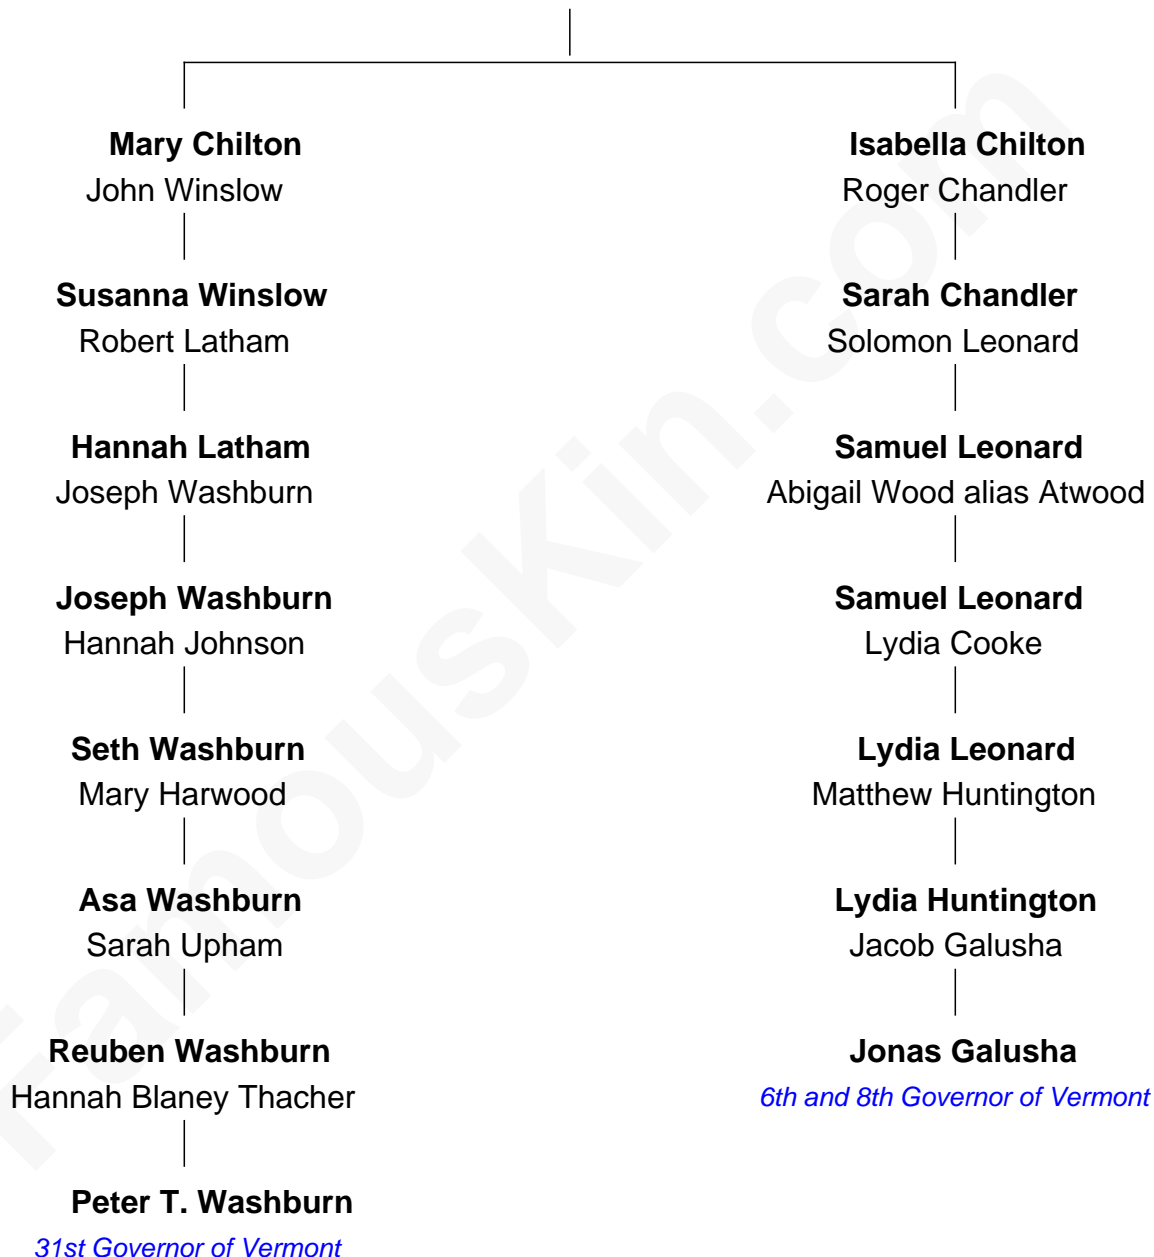 Mary Chilton
John Winslow
Susanna Winslow
Robert Latham
Hannah Latham
Joseph Washburn
Joseph Washburn
Hannah Johnson
Seth Washburn
Mary Harwood
Asa Washburn
Sarah Upham
Reuben Washburn
Hannah Blaney Thacher
Peter T. Washburn
31st Governor of Vermont
Isabella Chilton
Roger Chandler
Sarah Chandler
Solomon Leonard
Samuel Leonard
Abigail Wood alias Atwood
Samuel Leonard
Lydia Cooke
Lydia Leonard
Matthew Huntington
Lydia Huntington
Jacob Galusha
Jonas Galusha
6th and 8th Governor of Vermont
FamousKin.com